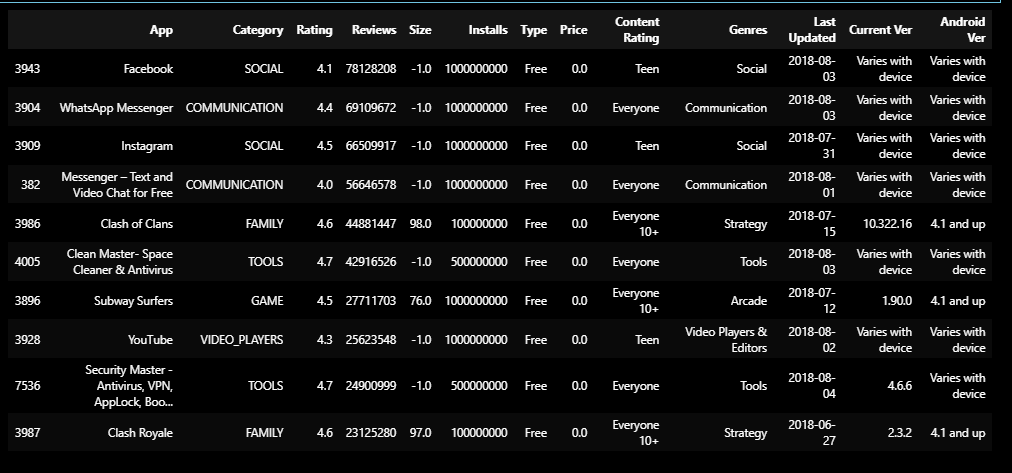 App Category Rating Reviews Size Installs Type Price Content Rating Genres Last Updated Current Ver Android Ver
3943 Facebook SOCIAL 4.1 78128208 -1.0 1000000000 Free 0.0 Teen Social 2018-08-03 Varies with device Varies with device
3904 WhatsApp Messenger COMMUNICATION 4.4 69109672 -1.0 1000000000 Free 0.0 Everyone Communication 2018-08-03 Varies with device Varies with device
3909 Instagram SOCIAL 4.5 66509917 -1.0 1000000000 Free 0.0 Teen Social 2018-07-31 Varies with device Varies with device
382 Messenger – Text and Video Chat for Free COMMUNICATION 4.0 56646578 -1.0 1000000000 Free 0.0 Everyone Communication 2018-08-01 Varies with device Varies with device
3986 Clash of Clans FAMILY 4.6 44881447 98.0 100000000 Free 0.0 Everyone 10+ Strategy 2018-07-15 10.322.16 4.1 and up
4005 Clean Master- Space Cleaner & Antivirus TOOLS 4.7 42916526 -1.0 500000000 Free 0.0 Everyone Tools 2018-08-03 Varies with device Varies with device
3896 Subway Surfers GAME 4.5 27711703 76.0 1000000000 Free 0.0 Everyone 10+ Arcade 2018-07-12 1.90.0 4.1 and up
3928 YouTube VIDEO_PLAYERS 4.3 25623548 -1.0 1000000000 Free 0.0 Teen Video Players & Editors 2018-08-02 Varies with device Varies with device
7536 Security Master - Antivirus, VPN, AppLock, Boo... TOOLS 4.7 24900999 -1.0 500000000 Free 0.0 Everyone Tools 2018-08-04 4.6.6 Varies with device
3987 Clash Royale FAMILY 4.6 23125280 97.0 100000000 Free 0.0 Everyone 10+ Strategy 2018-06-27 2.3.2 4.1 and up